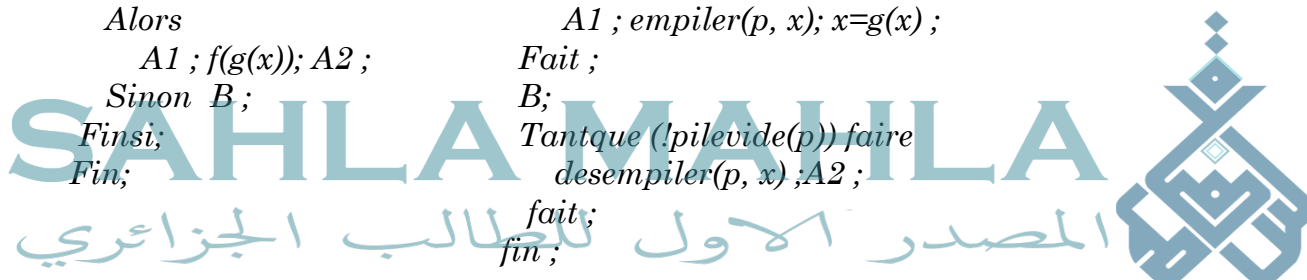 Alors
A1 ; f(g(x)); A2 ;
Sinon B ;
Finsi;
Fin;
A1 ; empiler(p, x); x=g(x) ;
Fait ;
B;
Tantque (!pilevide(p)) faire
desempiler(p, x) ;A2 ;
fait ;
fin ;
SAHLA MAHLA
المصدر الاول للطالب الجزائري